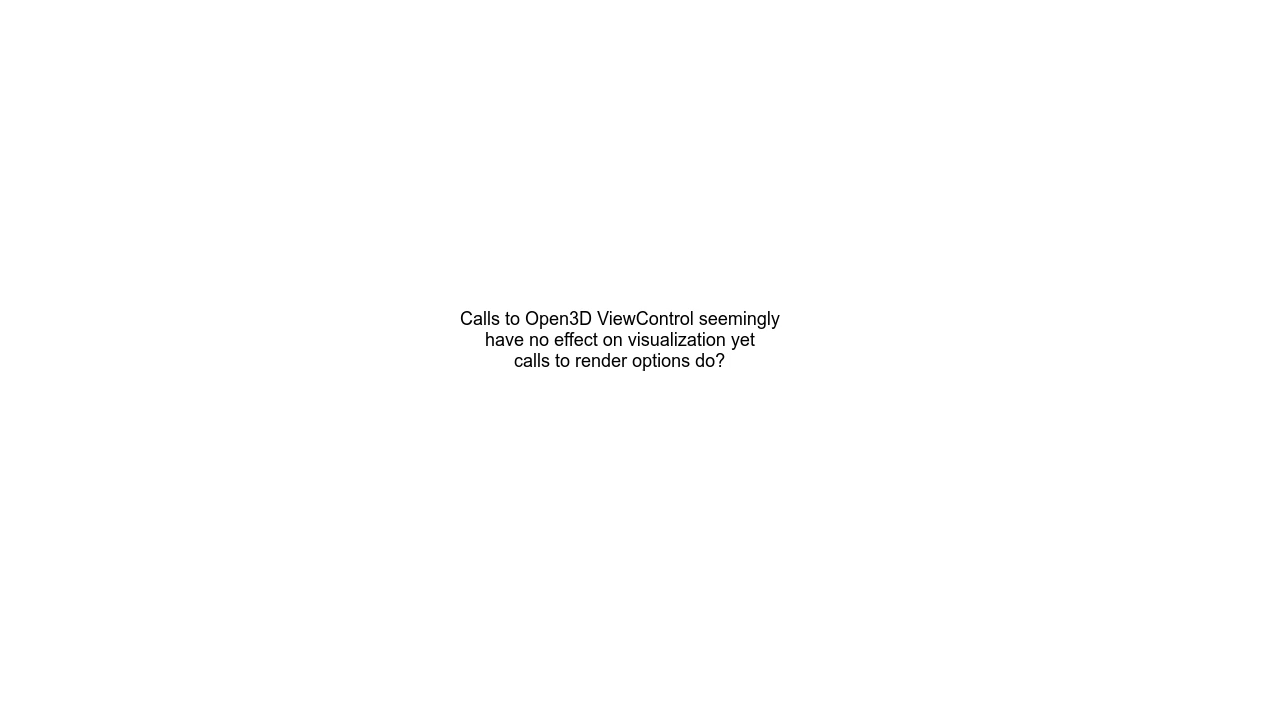 Calls to Open3D ViewControl seemingly
have no effect on visualization yet
calls to render options do?